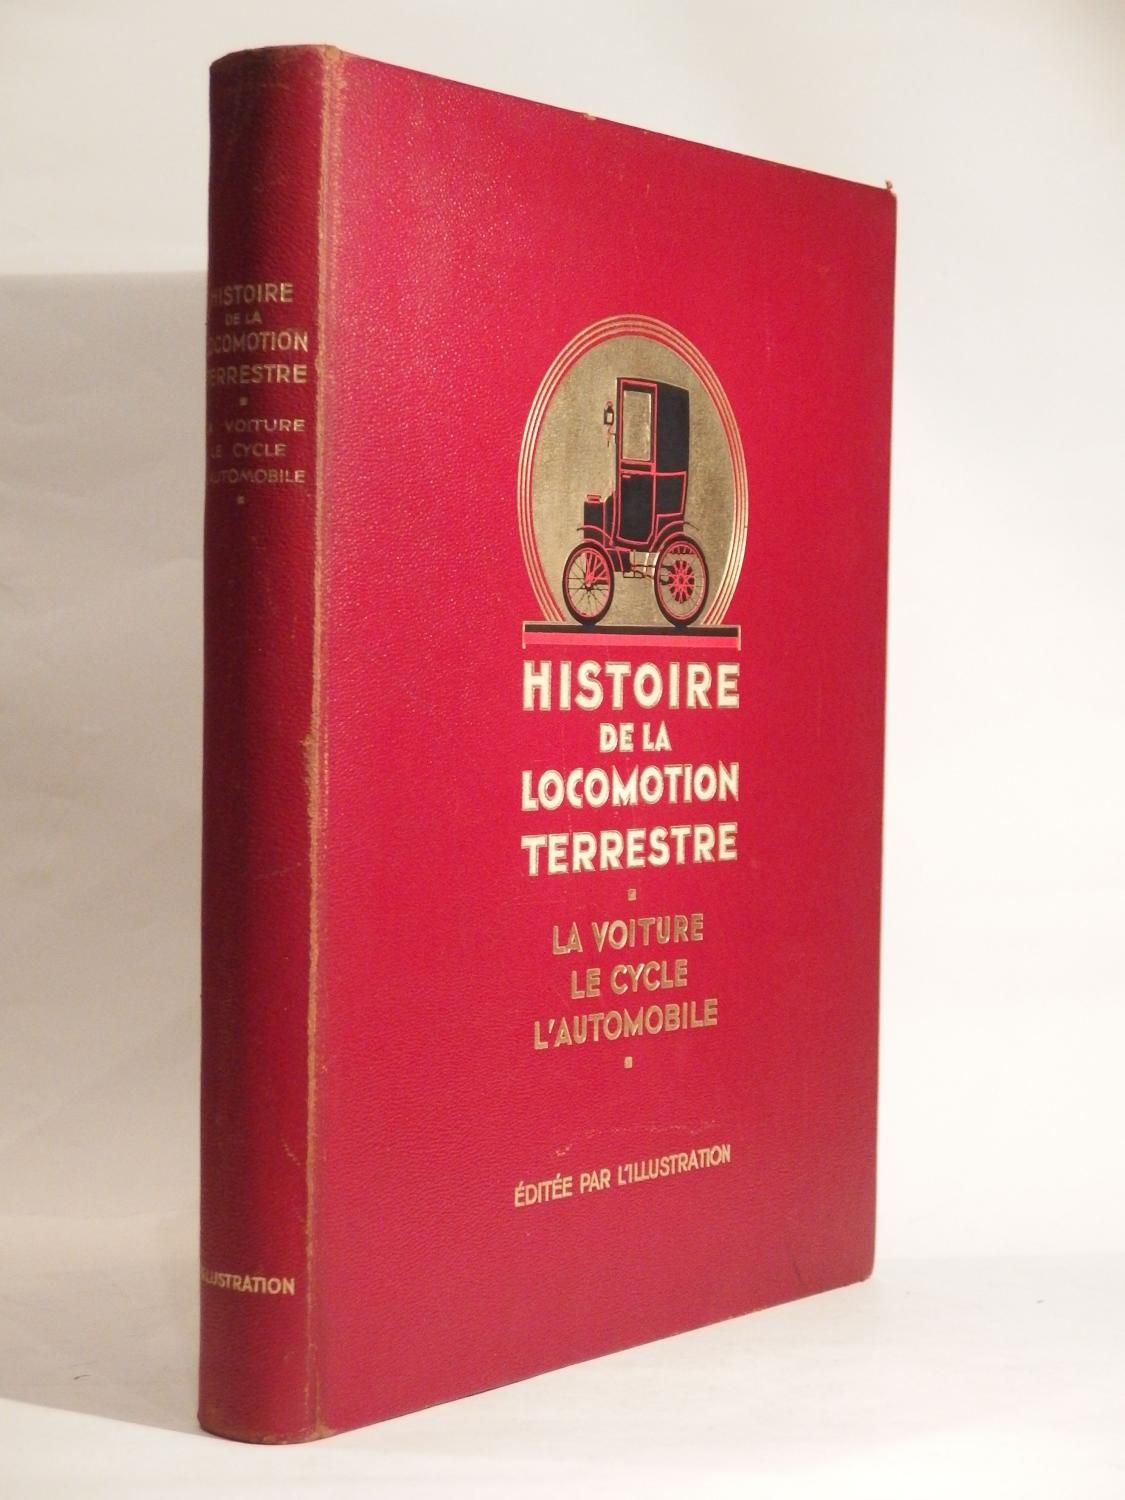 HISTOIRE
DE LA
LOCOMOTION
TERRESTRE
LA VOITURE
LE CYCLE
L'AUTOMOBILE
ÉDITÉE PAR L'ILLUSTRATION
HISTOIRE
DE LA
LOCOMOTION
TERRESTRE
LA VOITURE
LE CYCLE
L'AUTOMOBILE
L'ILLUSTRATION